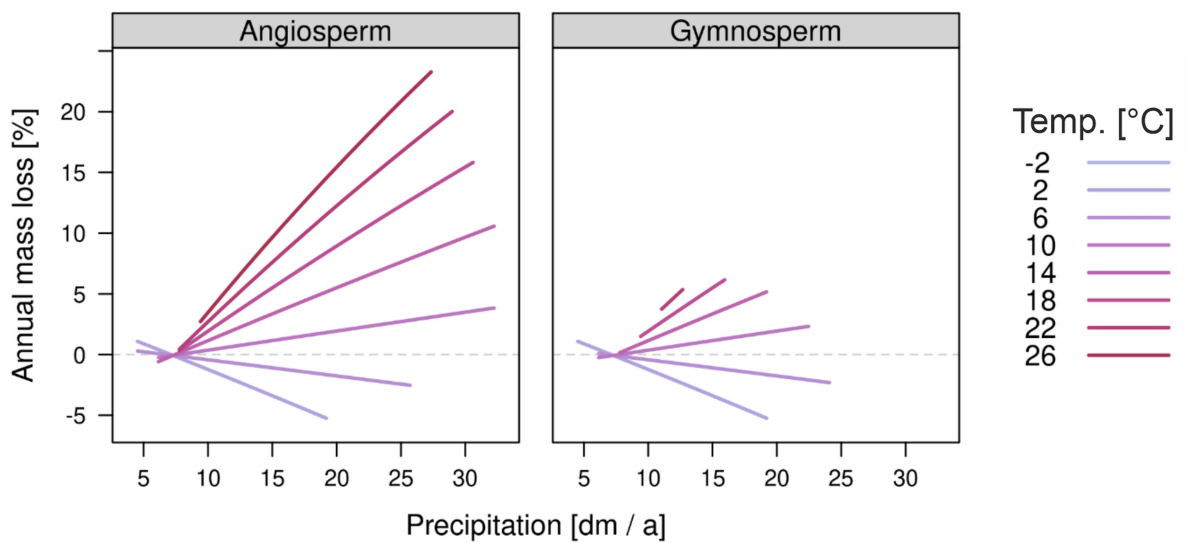 Angiosperm
Gymnosperm
Annual mass loss [%]
20
15
10
5
0
-5
5 10 15 20 25 30
5 10 15 20 25 30
Precipitation [dm / a]
Temp. [°C]
-2
2
6
10
14
18
22
26